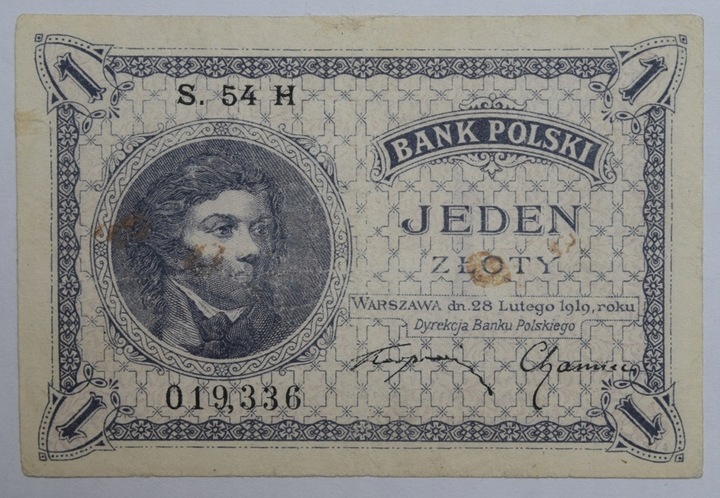 1 1
S. 54 H
BANK POLSKI
JEDEN
ZŁOTY
WARSZAWA dn. 28 Lutego 1919, roku
Dyrekcja Banku Polskiego
019,336
1 1